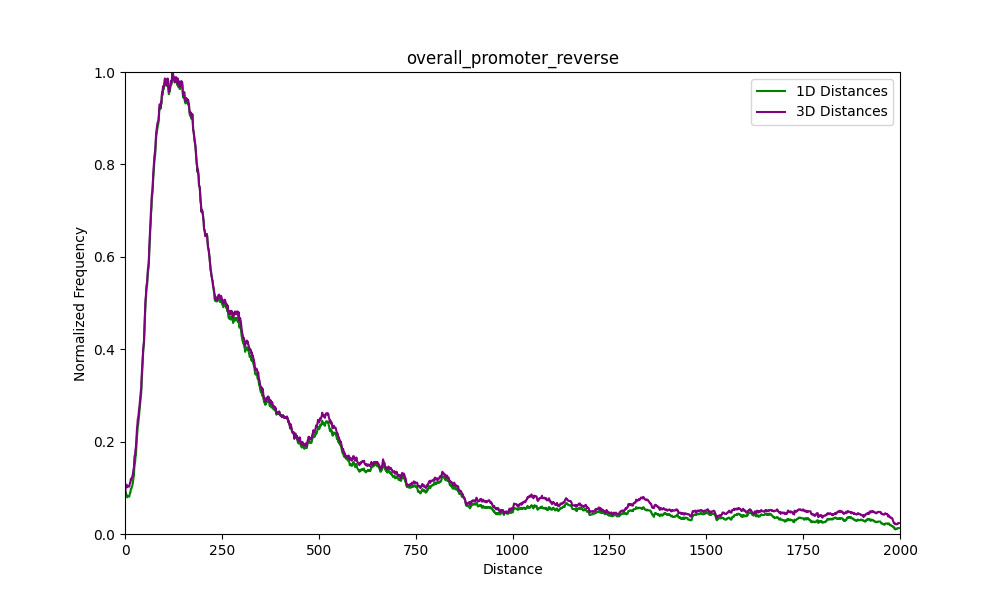 overall_promoter_reverse
1D Distances
3D Distances
Normalized Frequency
1.0
0.8
0.6
0.4
0.2
0.0
0 250 500 750 1000 1250 1500 1750 2000
Distance